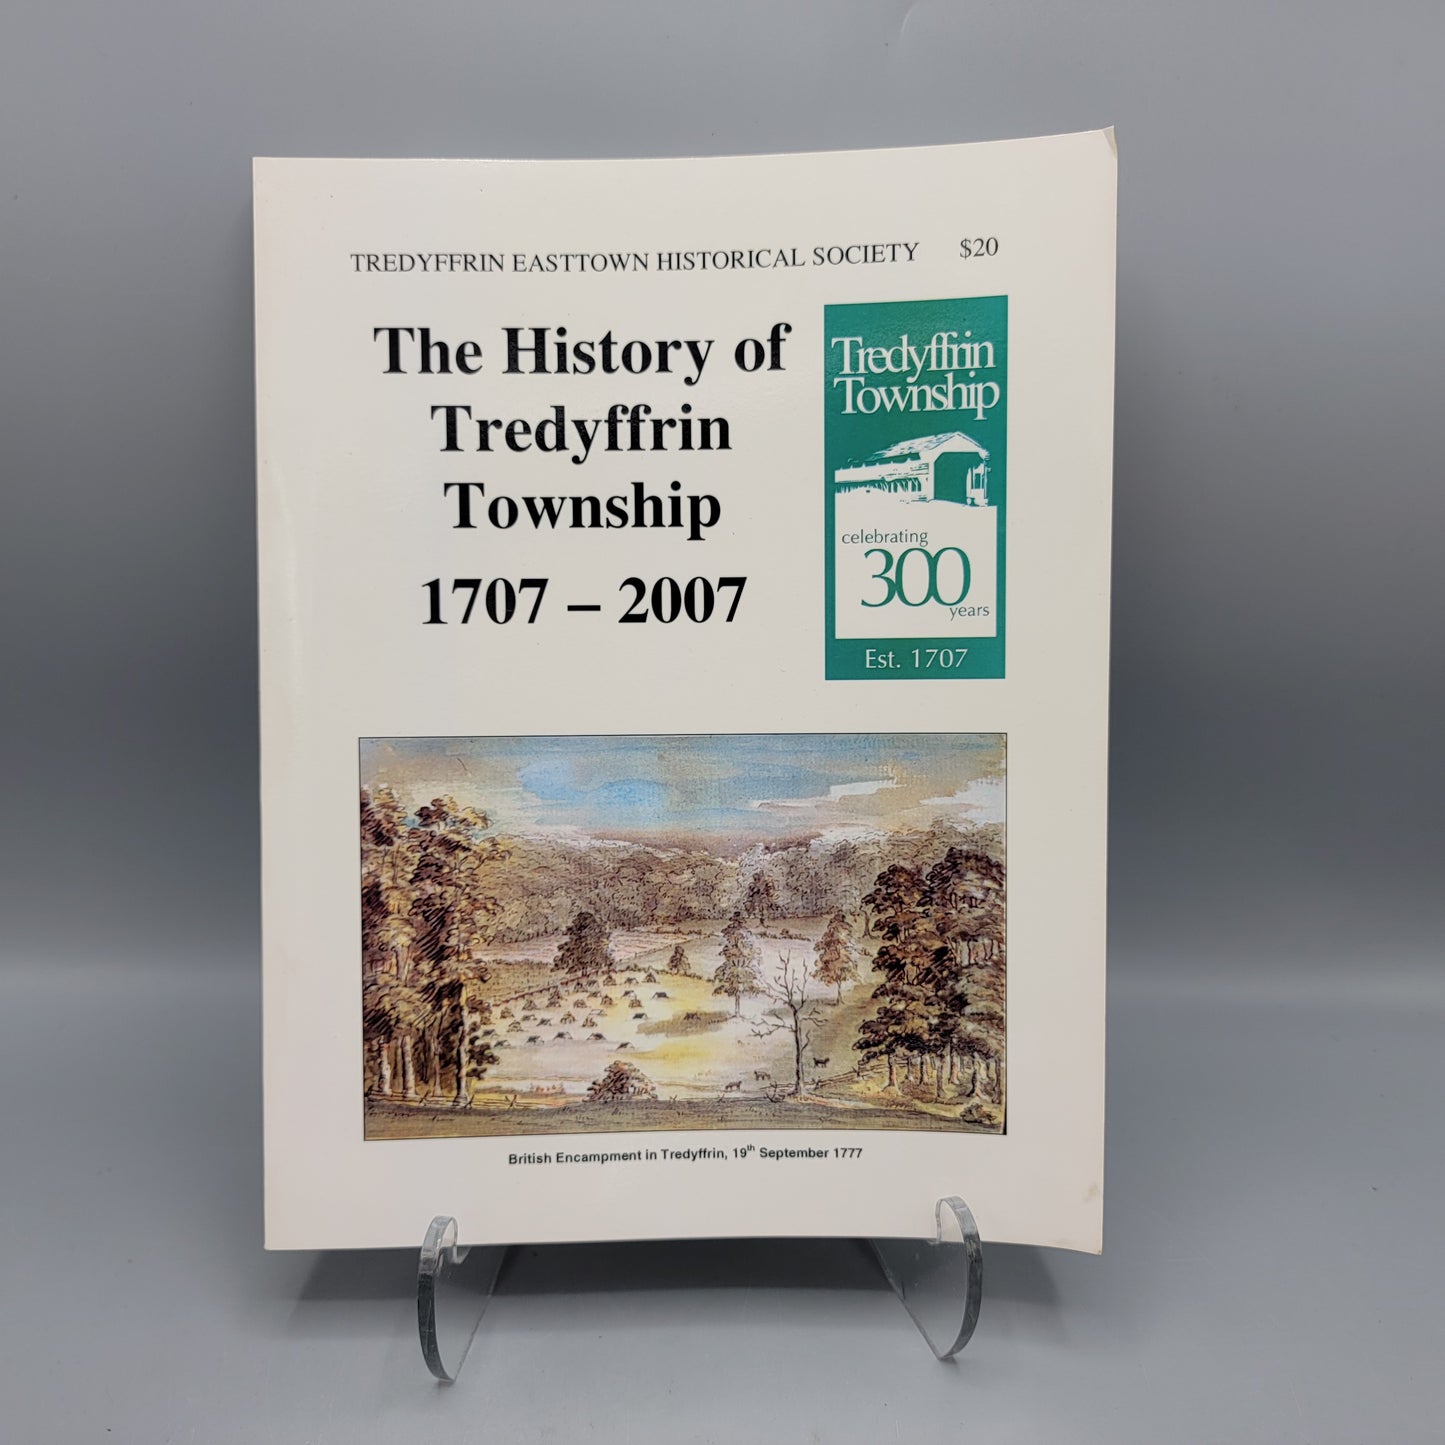 TREDYFFRIN EASTTOWN HISTORICAL SOCIETY $20
The History of
Tredyffrin
Township
1707 – 2007
Tredyffrin
Township
celebrating
300
years
Est. 1707
British Encampment in Tredyffrin, 19th September 1777